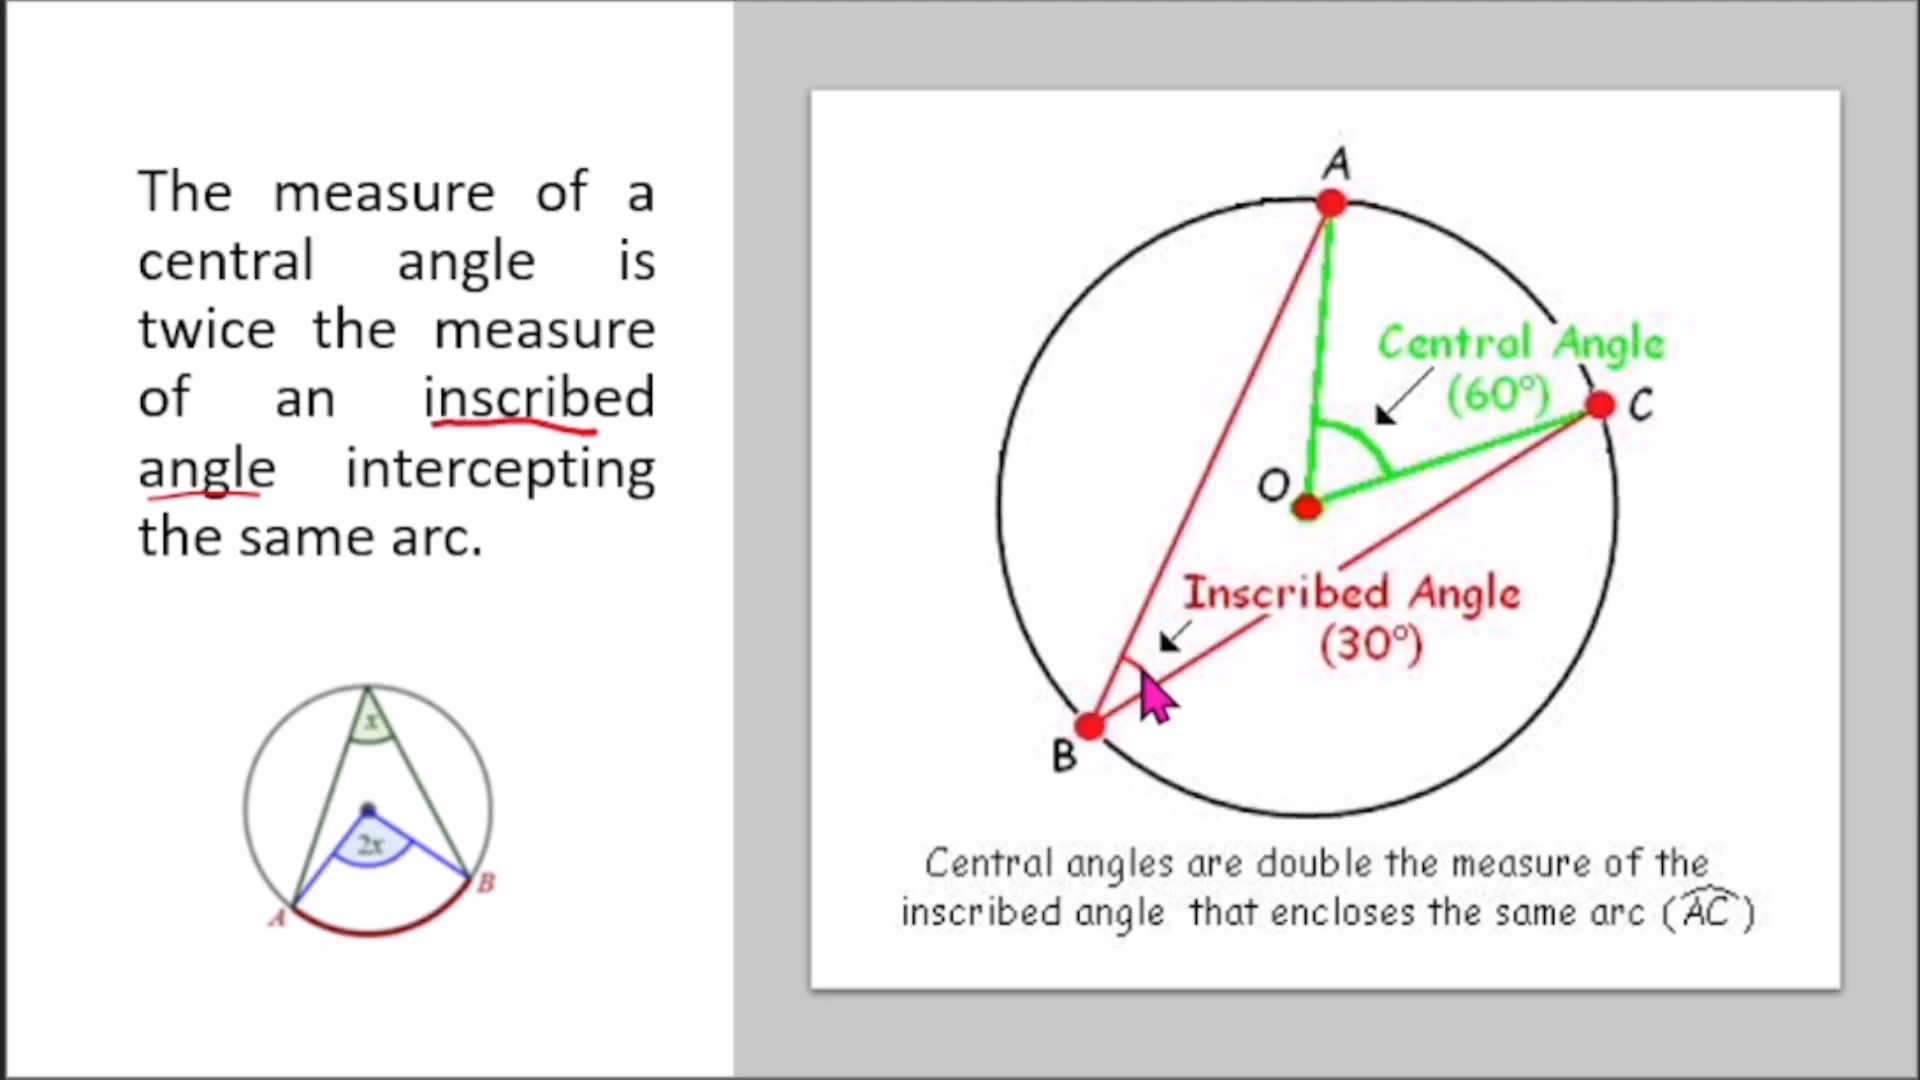 The measure of a
central angle is
twice the measure
of an inscribed
angle intercepting
the same arc.
x
2x
A
B
A
Central Angle
(60°)
C
O
Inscribed Angle
(30°)
B
Central angles are double the measure of the
inscribed angle that encloses the same arc (A͡C)